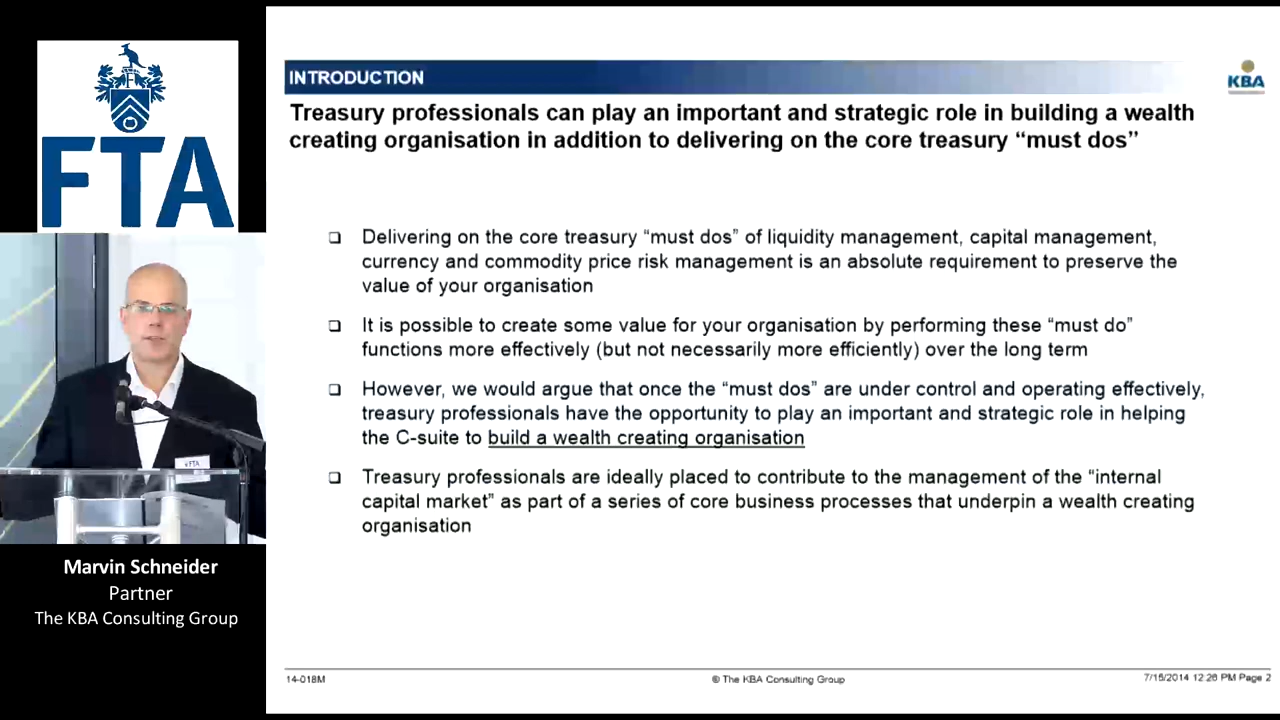 FTA
FTA
Marvin Schneider
Partner
The KBA Consulting Group
INTRODUCTION
KBA
Treasury professionals can play an important and strategic role in building a wealth
creating organisation in addition to delivering on the core treasury “must dos”
❑ Delivering on the core treasury “must dos” of liquidity management, capital management,
currency and commodity price risk management is an absolute requirement to preserve the
value of your organisation
❑ It is possible to create some value for your organisation by performing these “must do”
functions more effectively (but not necessarily more efficiently) over the long term
❑ However, we would argue that once the “must dos” are under control and operating effectively,
treasury professionals have the opportunity to play an important and strategic role in helping
the C-suite to build a wealth creating organisation
❑ Treasury professionals are ideally placed to contribute to the management of the “internal
capital market” as part of a series of core business processes that underpin a wealth creating
organisation
14-018M
© The KBA Consulting Group
7/15/2014 12:26 PM Page 2